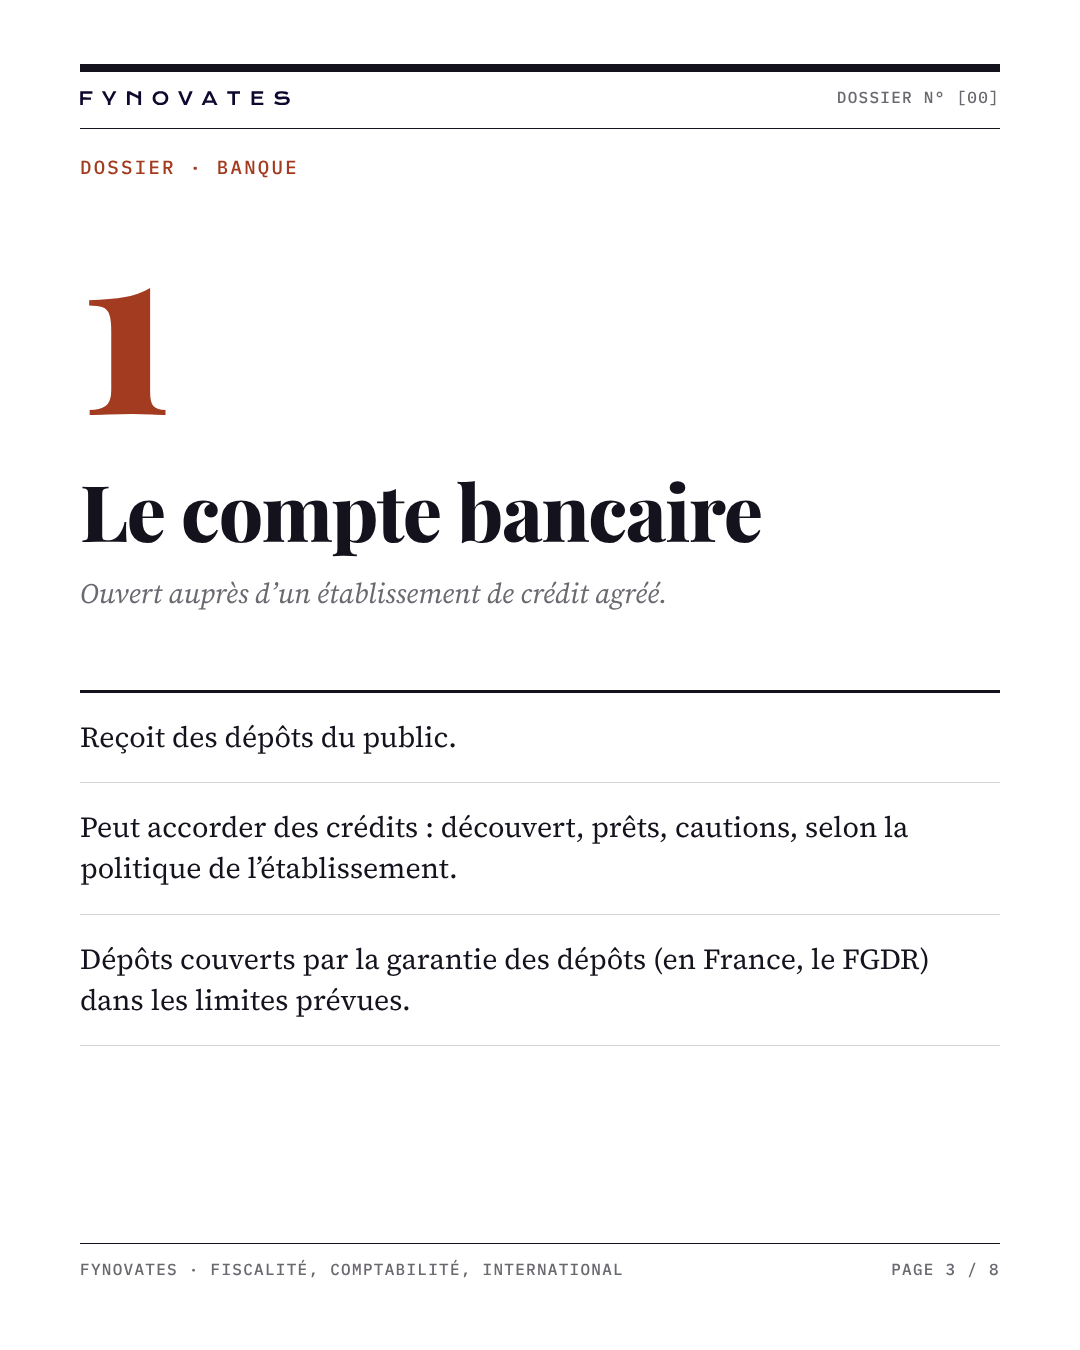 FYNOVATES
DOSSIER N° [00]
DOSSIER · BANQUE
1
Le compte bancaire
Ouvert auprès d’un établissement de crédit agréé.
Reçoit des dépôts du public.
Peut accorder des crédits : découvert, prêts, cautions, selon la
politique de l’établissement.
Dépôts couverts par la garantie des dépôts (en France, le FGDR)
dans les limites prévues.
FYNOVATES · FISCALITÉ, COMPTABILITÉ, INTERNATIONAL
PAGE 3 / 8